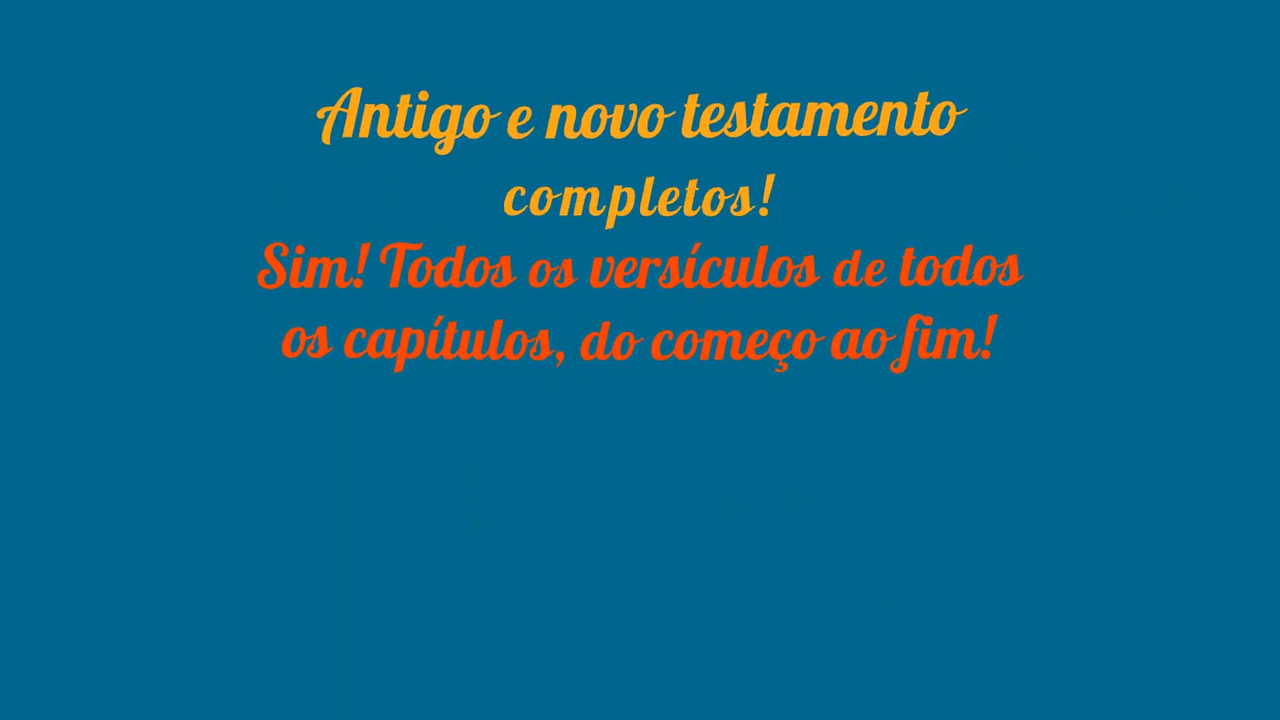 Antigo e novo testamento
completos!
Sim! Todos os versículos de todos
os capítulos, do começo ao fim!